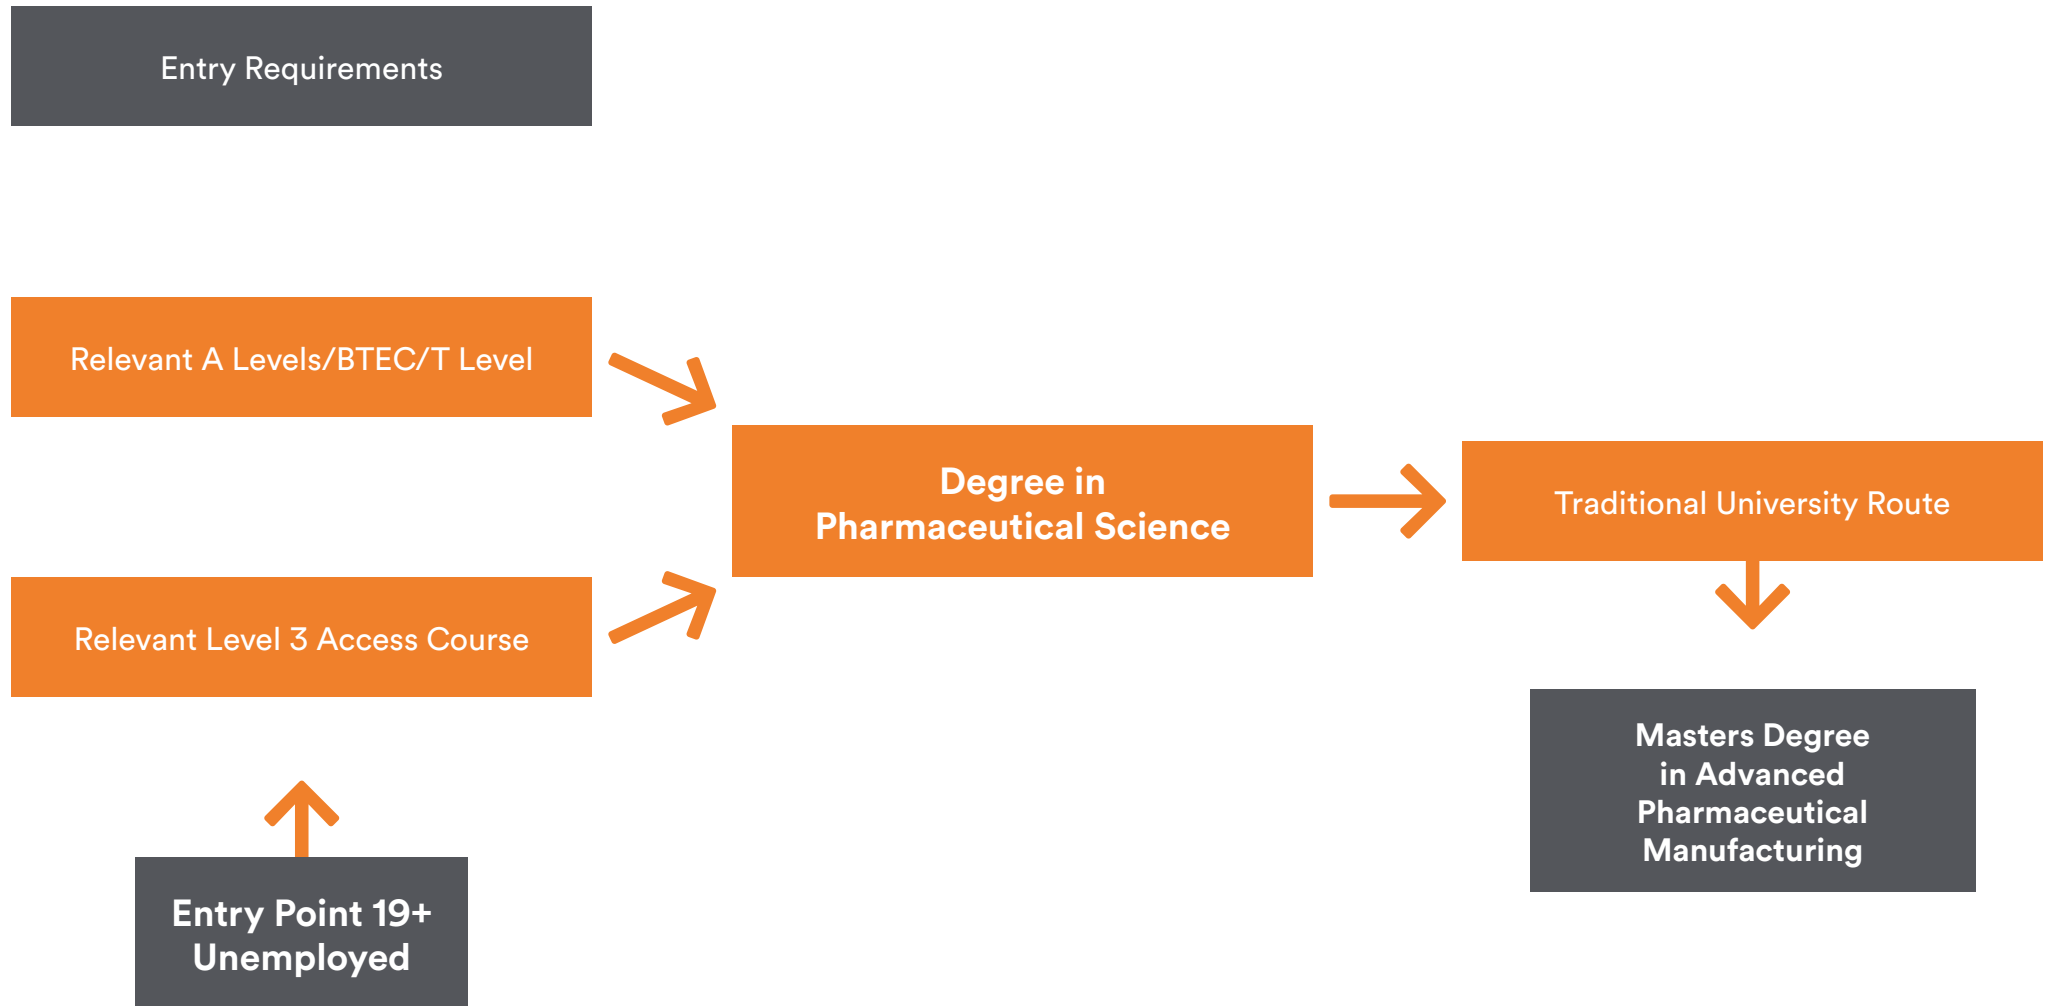 Entry Requirements
Relevant A Levels/BTEC/T Level
Relevant Level 3 Access Course
Entry Point 19+
Unemployed
Degree in
Pharmaceutical Science
Traditional University Route
Masters Degree
in Advanced
Pharmaceutical
Manufacturing